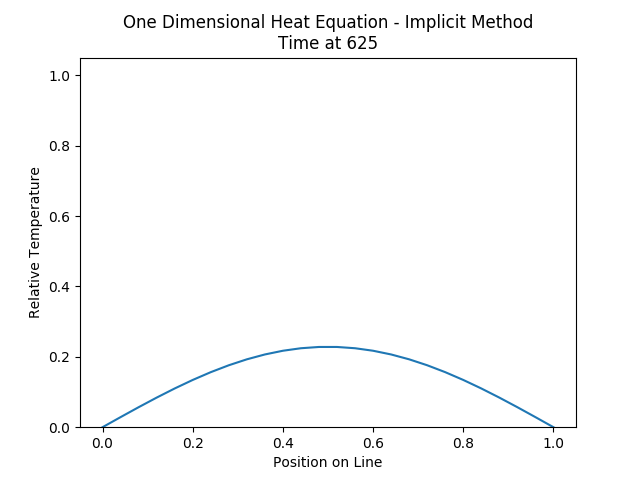 One Dimensional Heat Equation - Implicit Method
Time at 625
1.0
0.8
0.6
0.4
0.2
0.0
Relative Temperature
0.0 0.2 0.4 0.6 0.8 1.0
Position on Line